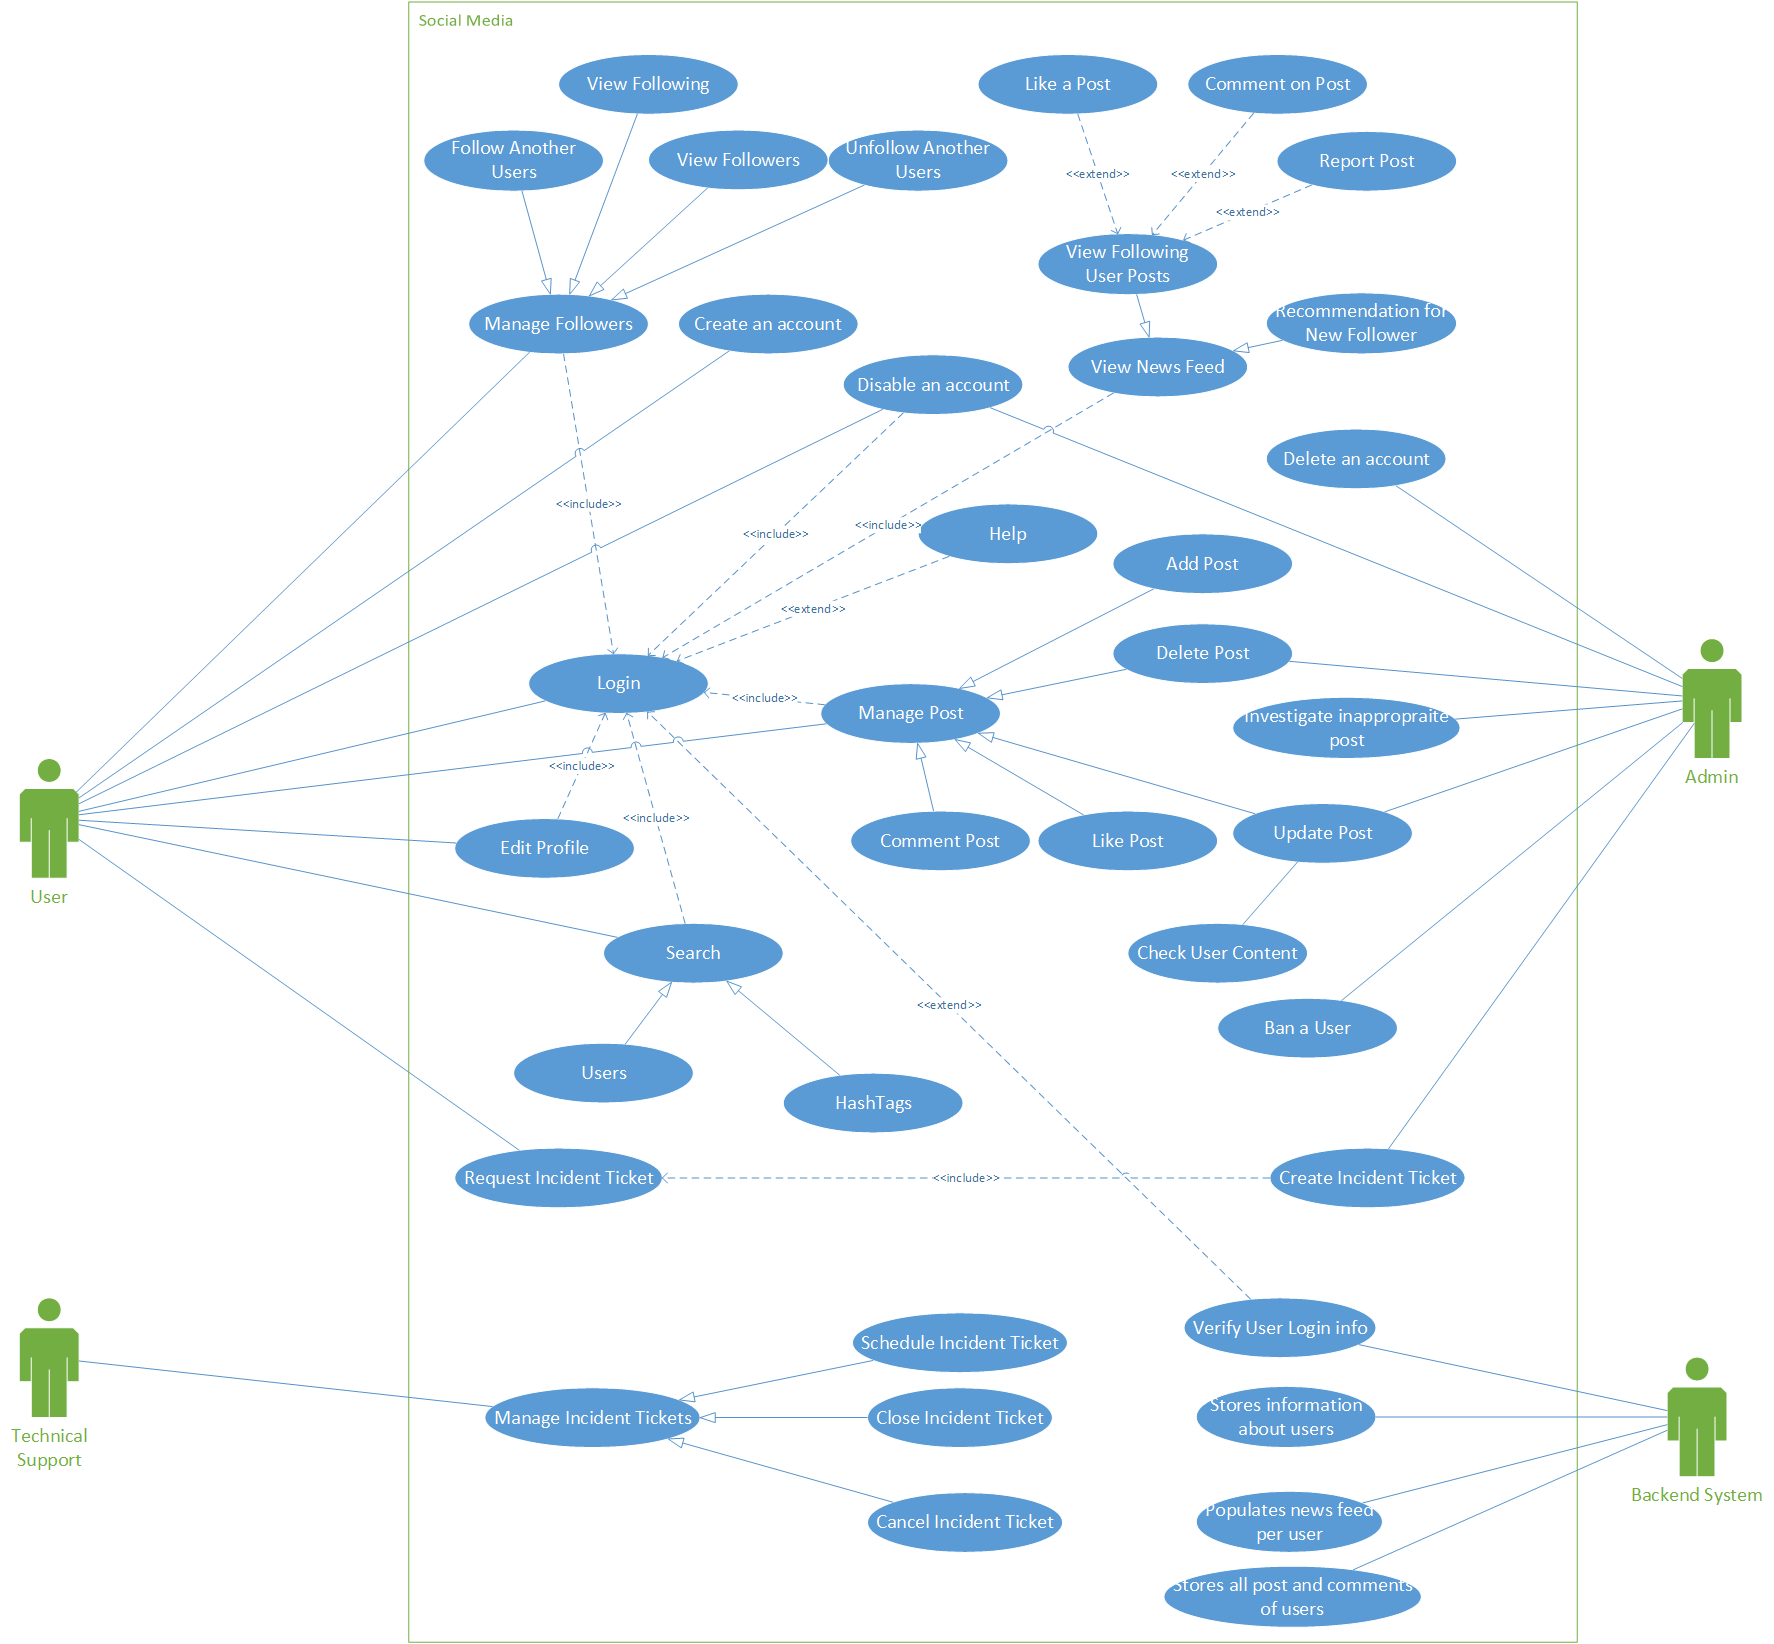 Social Media
View Following
Like a Post
Comment on Post
Follow Another
Users
View Followers
Unfollow Another
Users
Report Post
<<extend>>
<<extend>>
<<extend>>
View Following
User Posts
Manage Followers
Create an account
Recommendation for
New Follower
View News Feed
Disable an account
Delete an account
<<include>>
<<include>>
<<include>>
Help
Add Post
<<extend>>
Delete Post
Login
<<include>>
Manage Post
Investigate inappropraite
post
Admin
<<include>>
<<include>>
Edit Profile
Comment Post
Like Post
Update Post
User
Search
Check User Content
<<extend>>
Ban a User
Users
HashTags
Request Incident Ticket
<<include>>
Create Incident Ticket
Verify User Login info
Schedule Incident Ticket
Stores information
about users
Manage Incident Tickets
Close Incident Ticket
Technical
Support
Backend System
Populates news feed
per user
Cancel Incident Ticket
Stores all post and comments
of users